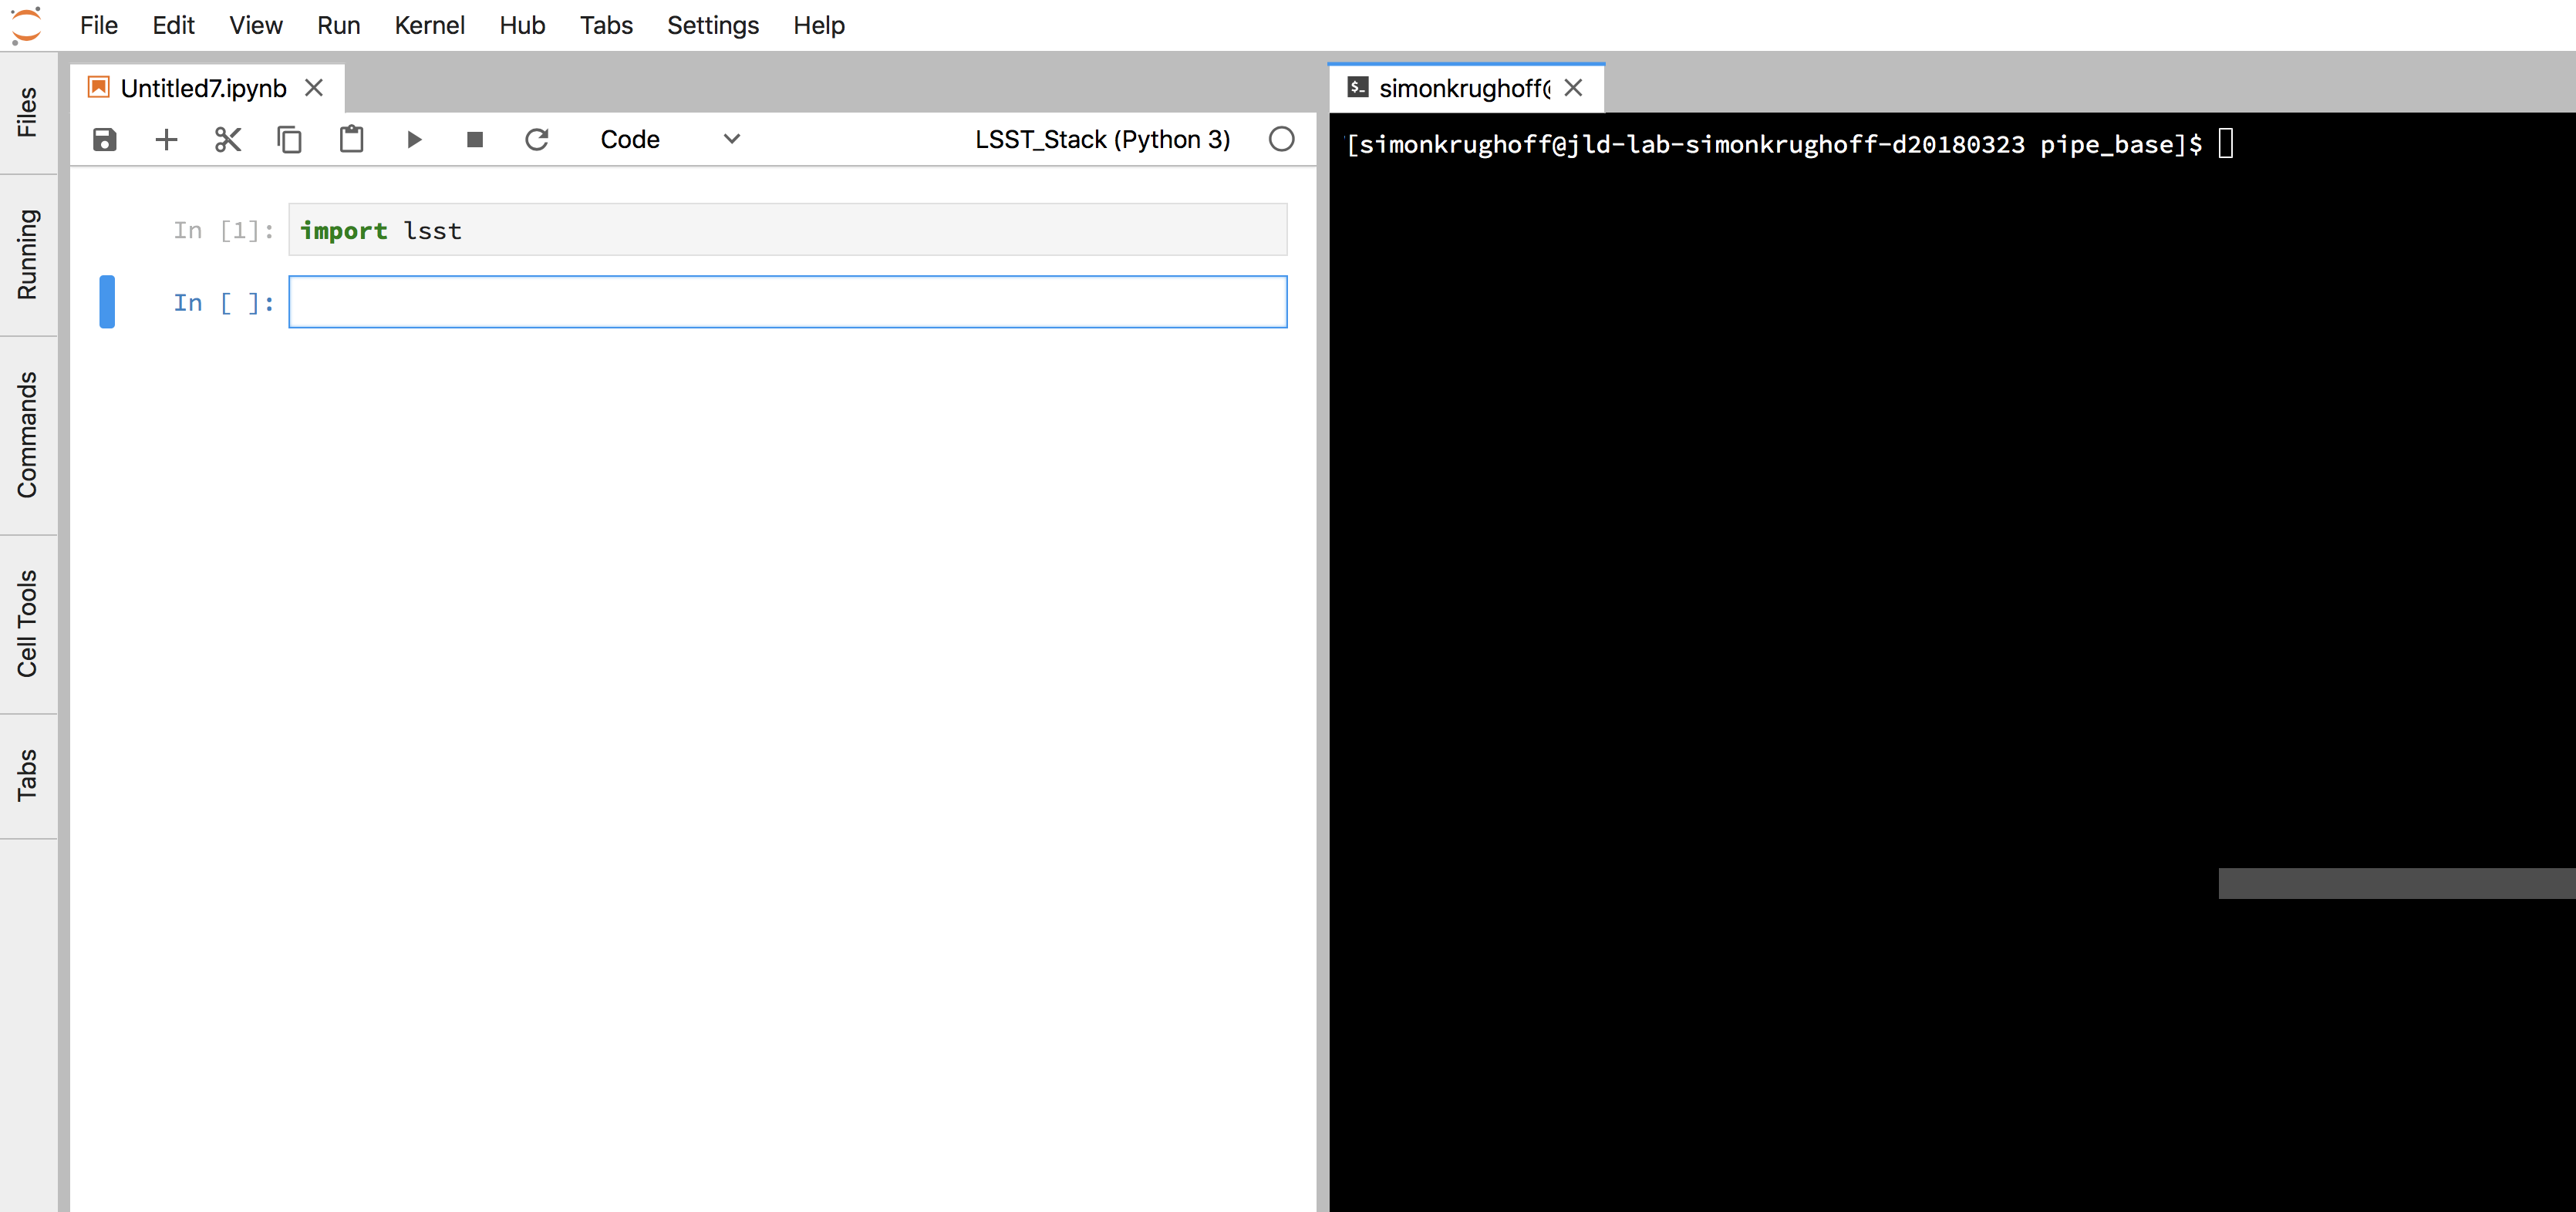 File Edit View Run Kernel Hub Tabs Settings Help
Files
Running
Commands
Cell Tools
Tabs
Untitled7.ipynb
Code
LSST_Stack (Python 3)
In [1]: import lsst
In [ ]:
$_ simonkrughoff@
[simonkrughoff@jld-lab-simonkrughoff-d20180323 pipe_base]$